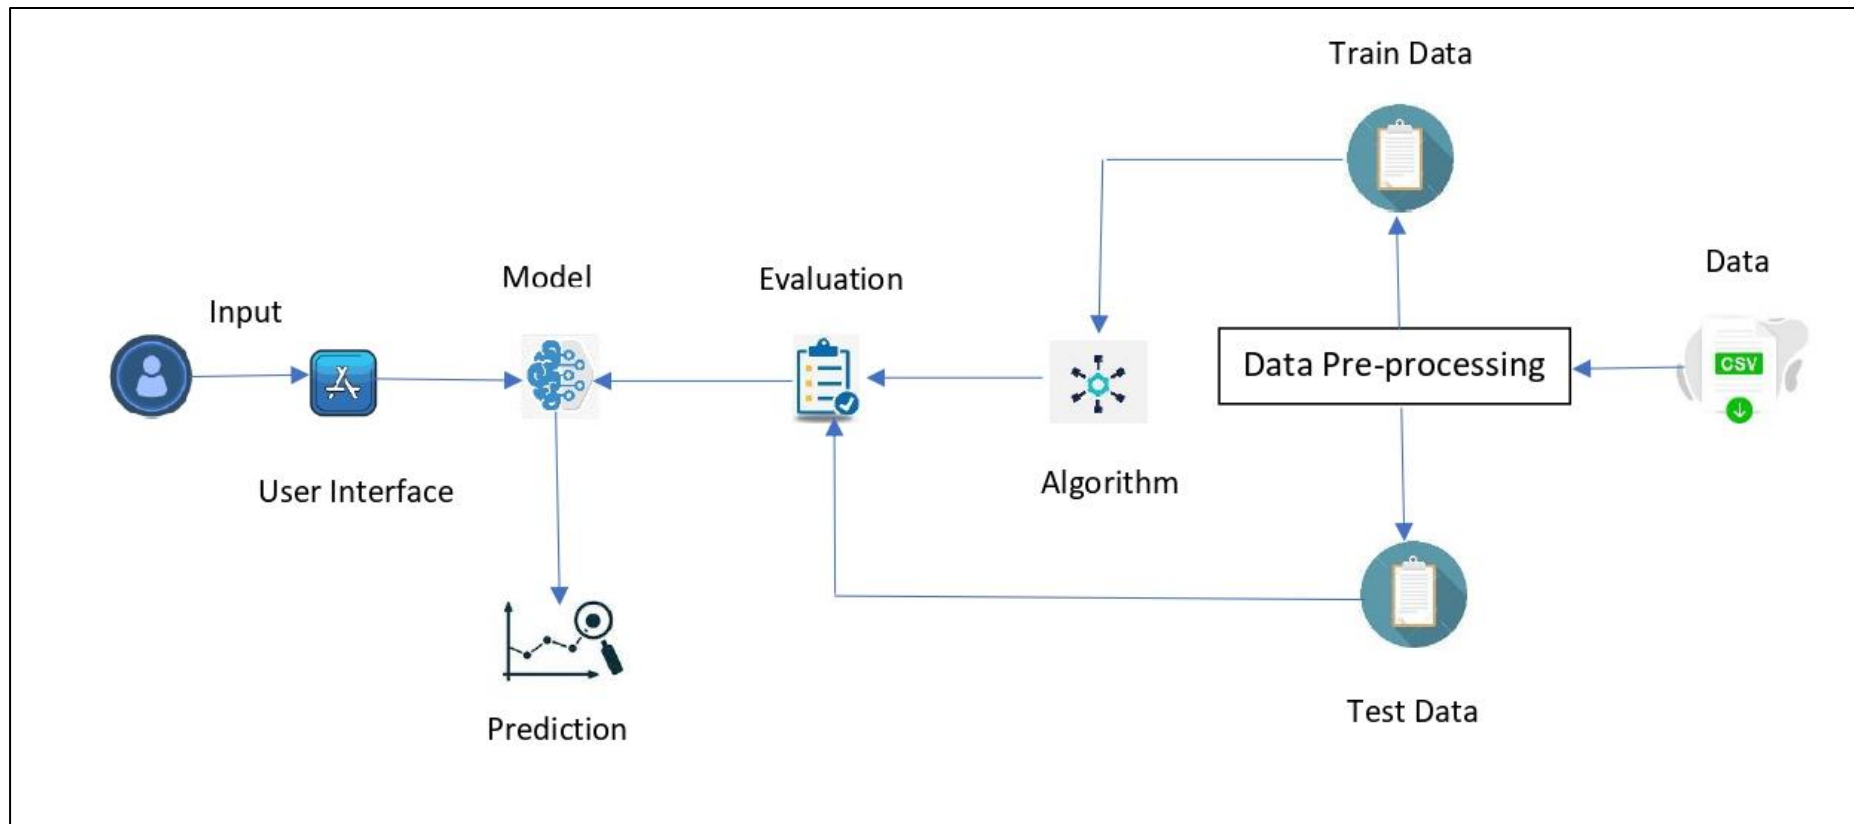 Train Data
Data
Model
Evaluation
Input
CSV
Data Pre-processing
Algorithm
User Interface
Test Data
Prediction